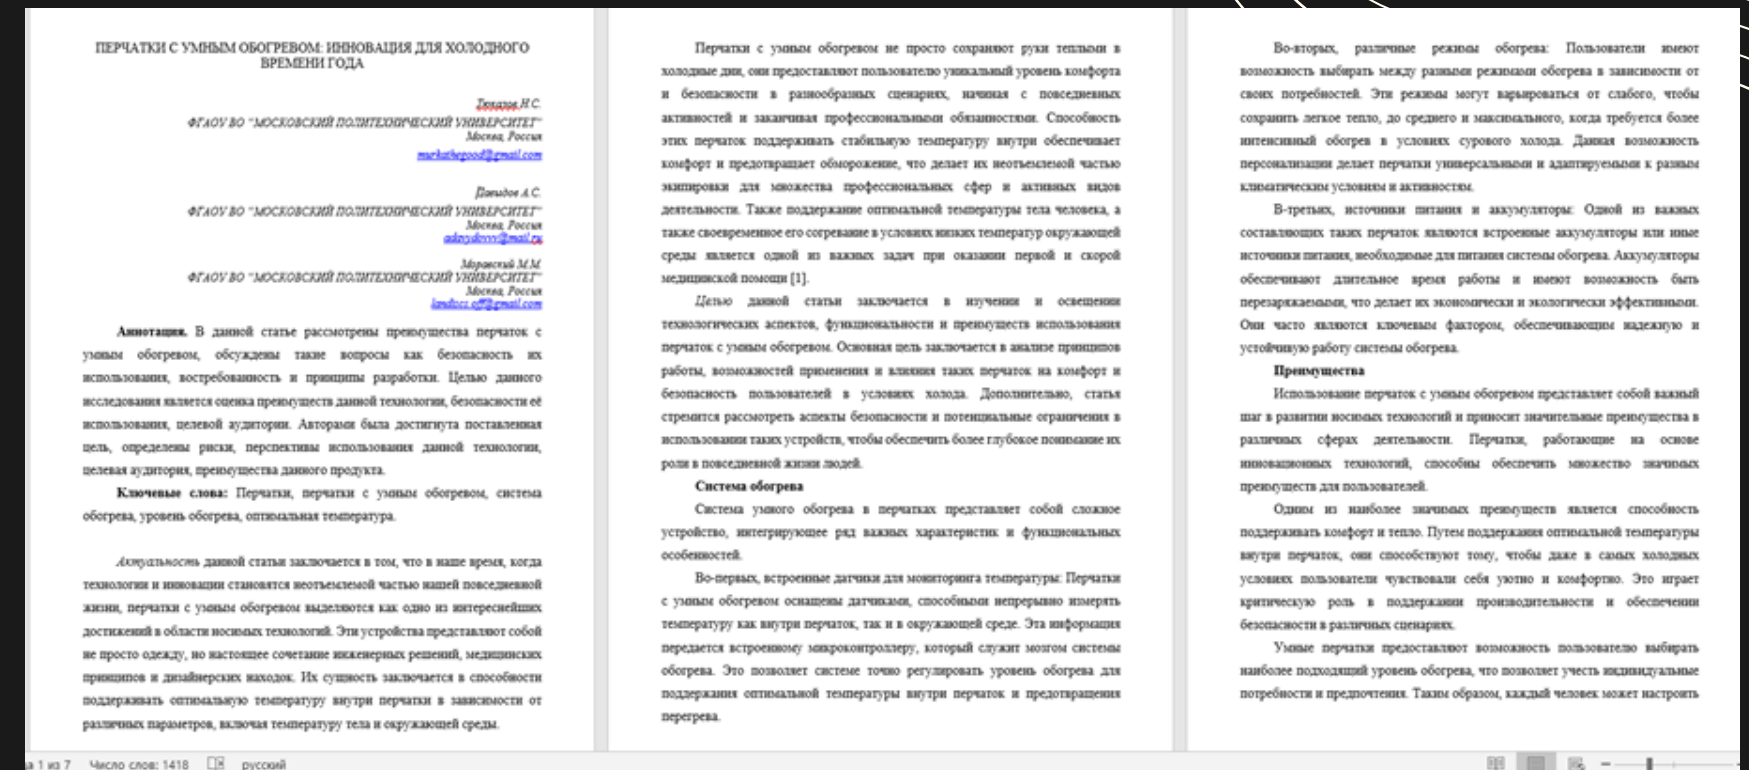 ПЕРЧАТКИ С УМНЫМ ОБОГРЕВОМ: ИННОВАЦИЯ ДЛЯ ХОЛОДНОГО
ВРЕМЕНИ ГОДА
Н.С.
ФГАОУ ВО "МОСКОВСКИЙ ПОЛИТЕХНИЧЕСКИЙ УНИВЕРСИТЕТ"
Москва, Россия
murkathegood@gmail.com
Давыдов А.С.
ФГАОУ ВО "МОСКОВСКИЙ ПОЛИТЕХНИЧЕСКИЙ УНИВЕРСИТЕТ"
Москва, Россия
adavydovvv@mail.ru
Моравский М.М.
ФГАОУ ВО "МОСКОВСКИЙ ПОЛИТЕХНИЧЕСКИЙ УНИВЕРСИТЕТ"
Москва, Россия
Аннотация. В данной статье рассмотрены преимущества перчаток с
умным обогревом, обсуждены такие вопросы как безопасность их
использования, востребованность и принципы разработки. Целью данного
исследования является оценка преимуществ данной технологии, безопасности её
использования, целевой аудитории. Авторами была достигнута поставленная
цель, определены риски, перспективы использования данной технологии,
целевая аудитория, преимущества данного продукта.
Ключевые слова: Перчатки, перчатки с умным обогревом, система
обогрева, уровень обогрева, оптимальная температура.
Актуальность данной статьи заключается в том, что в наше время, когда
технологии и инновации становятся неотъемлемой частью нашей повседневной
жизни, перчатки с умным обогревом выделяются как одно из интереснейших
достижений в области носимых технологий. Эти устройства представляют собой
не просто одежду, но настоящее сочетание инженерных решений, медицинских
принципов и дизайнерских находок. Их сущность заключается в способности
поддерживать оптимальную температуру внутри перчатки в зависимости от
различных параметров, включая температуру тела и окружающей среды.
Перчатки с умным обогревом не просто сохраняют руки теплыми в
холодные дни, они предоставляют пользователю уникальный уровень комфорта
и безопасности в разнообразных сценариях, начиная с повседневных
активностей и заканчивая профессиональными обязанностями. Способность
этих перчаток поддерживать стабильную температуру внутри обеспечивает
комфорт и предотвращает обморожение, что делает их неотъемлемой частью
экипировки для множества профессиональных сфер и активных видов
деятельности. Также поддержание оптимальной температуры тела человека, а
также своевременное его согревание в условиях низких температур окружающей
среды является одной из важных задач при оказании первой и скорой
медицинской помощи [1].
Целью данной статьи заключается в изучении и освещении
технологических аспектов, функциональности и преимуществ использования
перчаток с умным обогревом. Основная цель заключается в анализе принципов
работы, возможностей применения и влияния таких перчаток на комфорт и
безопасность пользователей в условиях холода. Дополнительно, статья
стремится рассмотреть аспекты безопасности и потенциальные ограничения в
использовании таких устройств, чтобы обеспечить более глубокое понимание их
роли в повседневной жизни людей.
Система обогрева
Система умного обогрева в перчатках представляет собой сложное
устройство, интегрирующее ряд важных характеристик и функциональных
особенностей.
Во-первых, встроенные датчики для мониторинга температуры: Перчатки
с умным обогревом оснащены датчиками, способными непрерывно измерять
температуру как внутри перчаток, так и в окружающей среде. Эта информация
передается встроенному микроконтроллеру, который служит мозгом системы
обогрева. Это позволяет системе точно регулировать уровень обогрева для
поддержания оптимальной температуры внутри перчаток и предотвращения
перегрева.
Во-вторых, различные режимы обогрева: Пользователи имеют
возможность выбирать между разными режимами обогрева в зависимости от
своих потребностей. Эти режимы могут варьироваться от слабого, чтобы
сохранить легкое тепло, до среднего и максимального, когда требуется более
интенсивный обогрев в условиях сурового холода. Данная возможность
персонализации делает перчатки универсальными и адаптируемыми к разным
климатическим условиям и активностям.
В-третьих, источники питания и аккумуляторы: Одной из важных
составляющих таких перчаток являются встроенные аккумуляторы или иные
источники питания, необходимые для питания системы обогрева. Аккумуляторы
обеспечивают длительное время работы и имеют возможность быть
перезаряжаемыми, что делает их экономически и экологически эффективными.
Они часто являются ключевым фактором, обеспечивающим надежную и
устойчивую работу системы обогрева.
Преимущества
Использование перчаток с умным обогревом представляет собой важный
шаг в развитии носимых технологий и приносит значительные преимущества в
различных сферах деятельности. Перчатки, работающие на основе
инновационных технологий, способны обеспечить множество значимых
преимуществ для пользователей.
Одним из наиболее значимых преимуществ является способность
поддерживать комфорт и тепло. Путем поддержания оптимальной температуры
внутри перчаток, они способствуют тому, чтобы даже в самых холодных
условиях пользователи чувствовали себя уютно и комфортно. Это играет
критическую роль в поддержании производительности и обеспечении
безопасности в различных сценариях.
Умные перчатки предоставляют возможность пользователю выбирать
наиболее подходящий уровень обогрева, что позволяет учесть индивидуальные
потребности и предпочтения. Таким образом, каждый человек может настроить
а 1 из 7 Число слов: 1418 русский